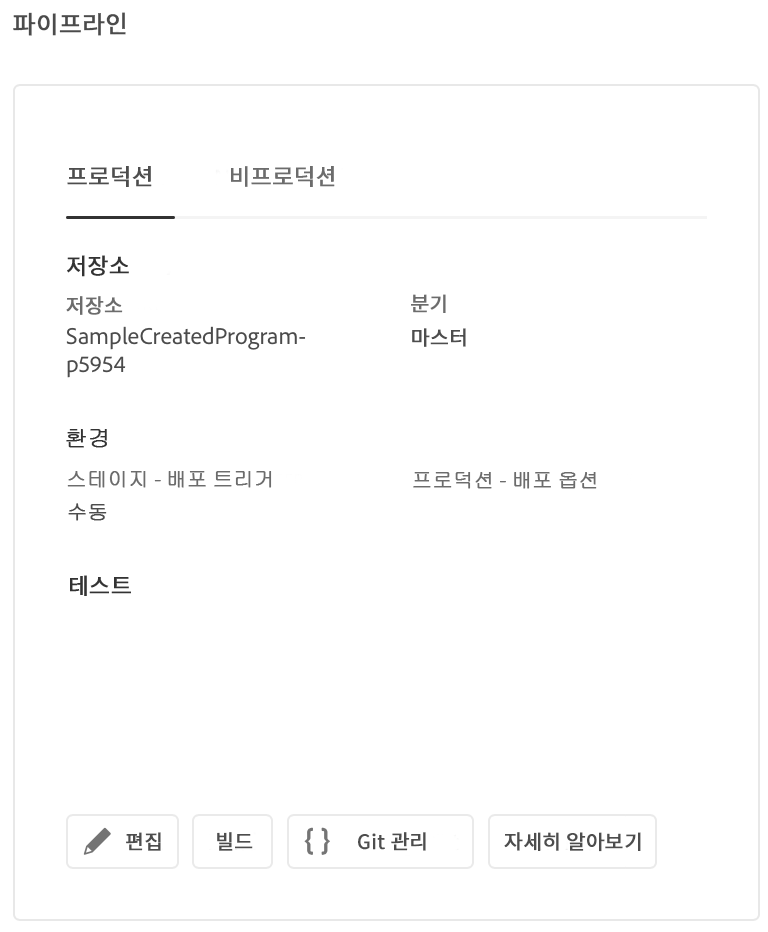 파이프라인
프로덕션 비프로덕션
저장소
저장소 분기
SampleCreatedProgram- 마스터
p5954
환경
스테이지 - 배포 트리거 프로덕션 - 배포 옵션
수동
테스트
편집 빌드 {} Git 관리 자세히 알아보기